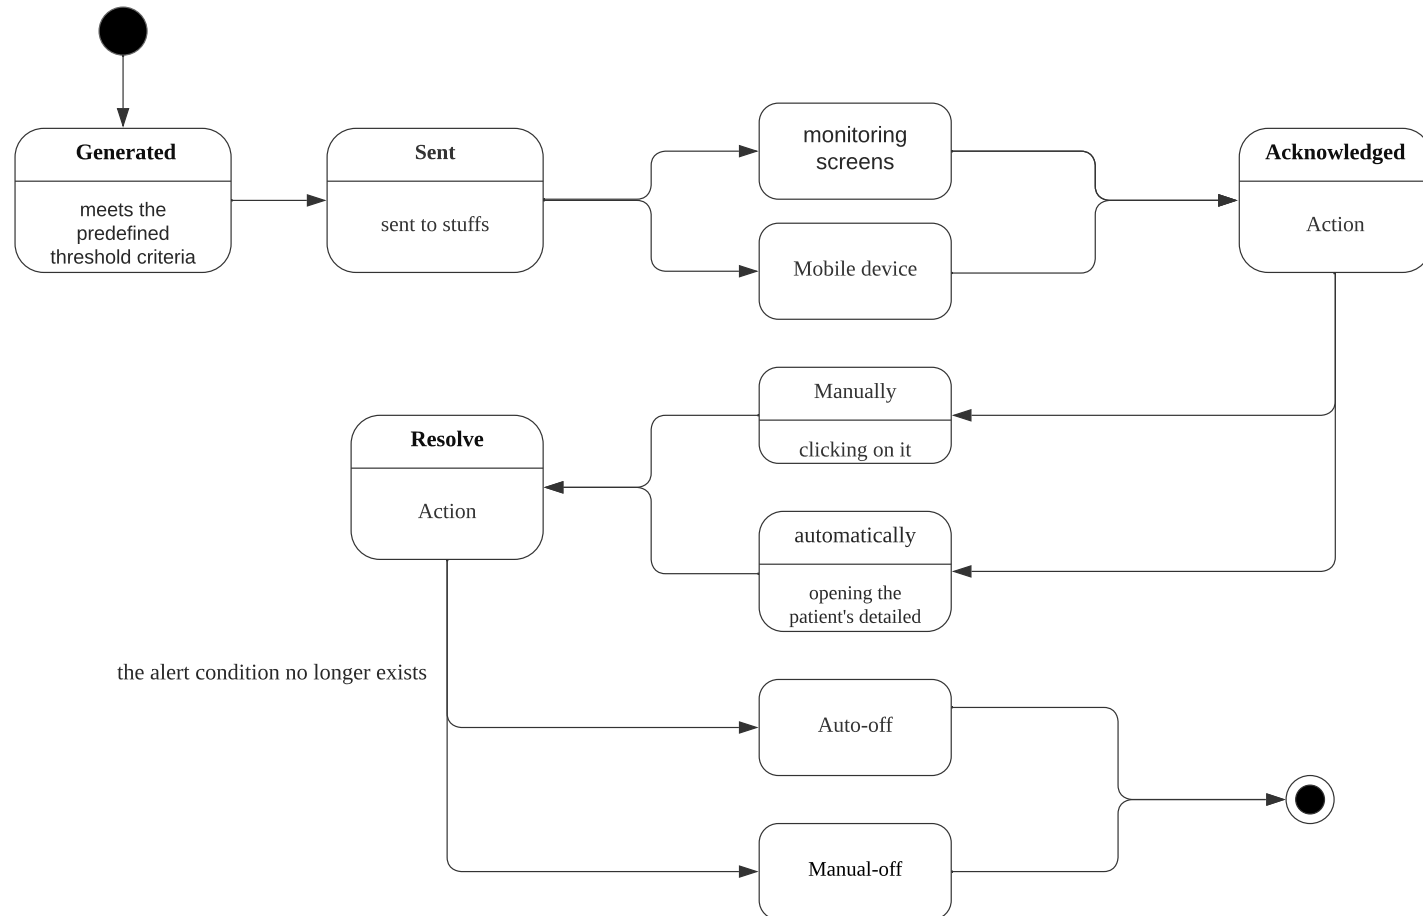 Generated
meets the
predefined
threshold criteria
Sent
sent to stuffs
monitoring
screens
Mobile device
Acknowledged
Action
Manually
clicking on it
automatically
opening the
patient's detailed
Resolve
Action
the alert condition no longer exists
Auto-off
Manual-off